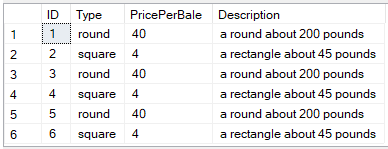 ID Type PricePerBale Description
1 1 round 40 a round about 200 pounds
2 2 square 4 a rectangle about 45 pounds
3 3 round 40 a round about 200 pounds
4 4 square 4 a rectangle about 45 pounds
5 5 round 40 a round about 200 pounds
6 6 square 4 a rectangle about 45 pounds